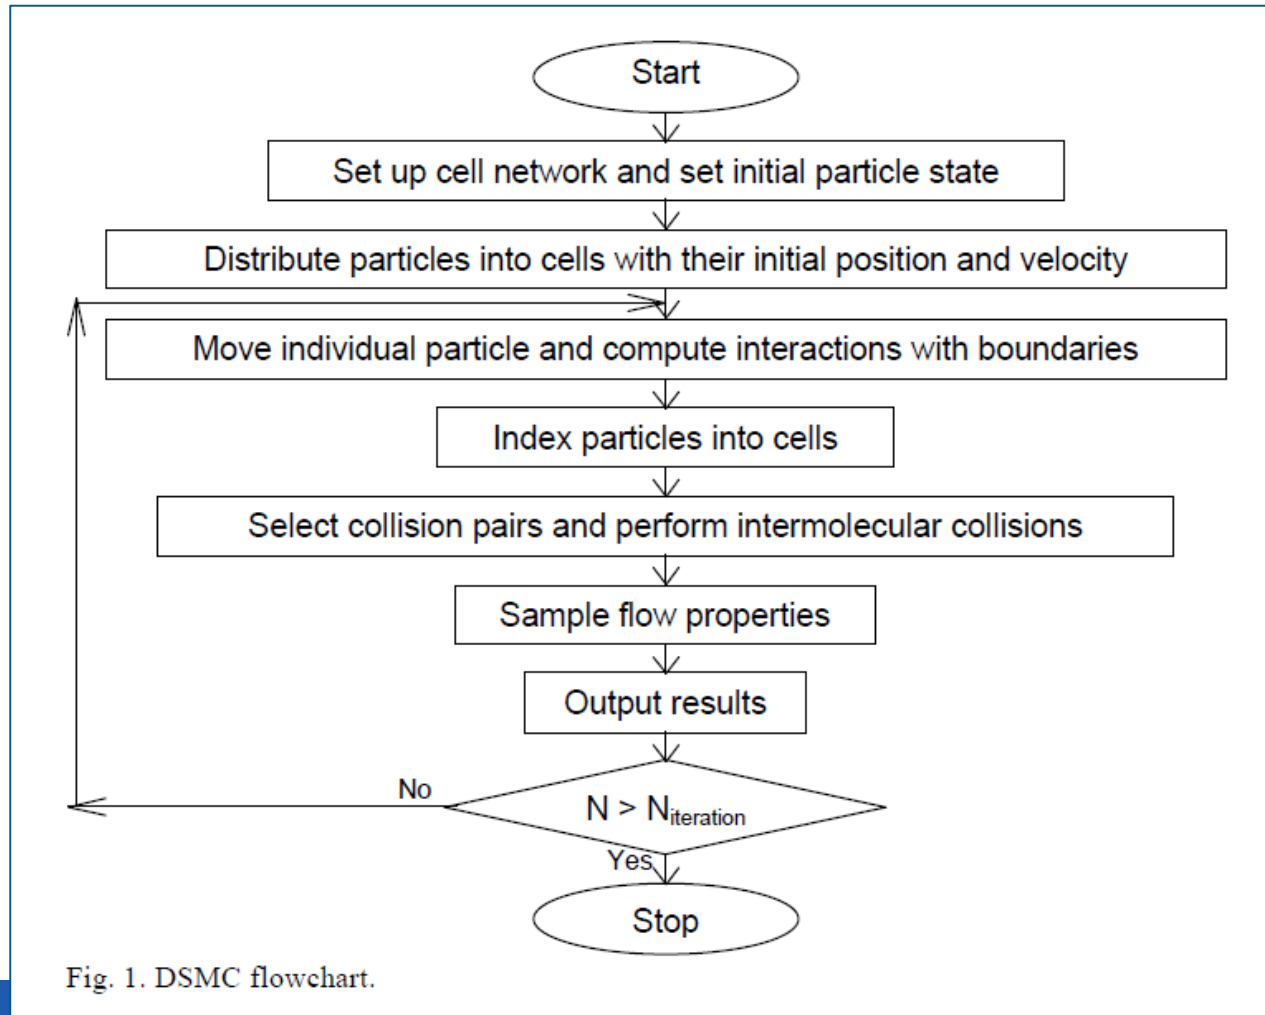 Start
Set up cell network and set initial particle state
Distribute particles into cells with their initial position and velocity
Move individual particle and compute interactions with boundaries
Index particles into cells
Select collision pairs and perform intermolecular collisions
Sample flow properties
Output results
No
N > Niteration
Yes
Stop
Fig. 1. DSMC flowchart.